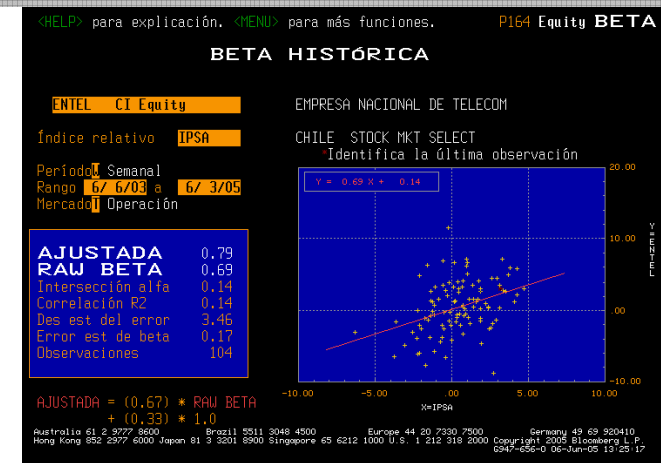 <HELP> para explicación. <MENU> para más funciones. P164 Equity BETA
BETA HISTÓRICA
ENTEL CI Equity
EMPRESA NACIONAL DE TELECOM
Índice relativo IPSA
CHILE STOCK MKT SELECT
*Identifica la última observación
Período W Semanal
Rango 6/ 6/03 a 6/ 3/05
Mercado T Operación
Y = 0.69 X + 0.14
20.00
10.00
.00
-10.00
Y=ENTEL
AJUSTADA 0.79
RAW BETA 0.69
Intersección alfa 0.14
Correlación R2 0.14
Des est del error 3.46
Error est de beta 0.17
Observaciones 104
-10.00 -5.00 .00 5.00 10.00
X=IPSA
AJUSTADA = (0.67) * RAW BETA
+ (0.33) * 1.0
Australia 61 2 9777 8600 Brazil 5511 3048 4500 Europe 44 20 7330 7500 Germany 49 69 920410
Hong Kong 852 2977 6000 Japan 81 3 3201 8900 Singapore 65 6212 1000 U.S. 1 212 318 2000 Copyright 2005 Bloomberg L.P.
G947-656-0 06-Jun-05 13:25:17